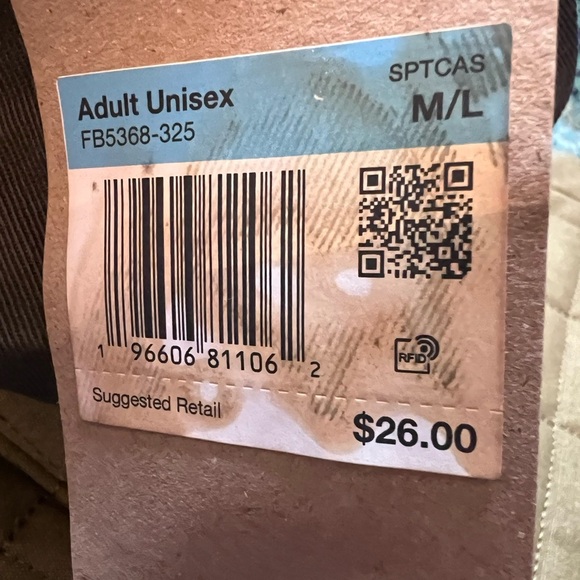 Adult Unisex
FB5368-325
SPTCAS
M/L
1 96606 81106 2
RFID
Suggested Retail
$26.00